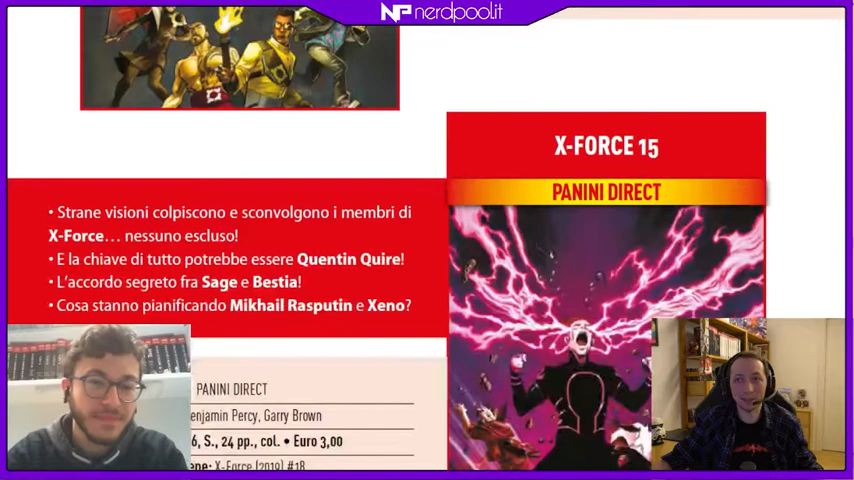 NP nerdpool.it
X-FORCE 15
PANINI DIRECT
• Strane visioni colpiscono e sconvolgono i membri di
X-Force… nessuno escluso!
• E la chiave di tutto potrebbe essere Quentin Quire!
• L'accordo segreto fra Sage e Bestia!
• Cosa stanno pianificando Mikhail Rasputin e Xeno?
PANINI DIRECT
enjamin Percy, Garry Brown
6, S., 24 pp., col. • Euro 3,00
ene: X-Force (2019) #18